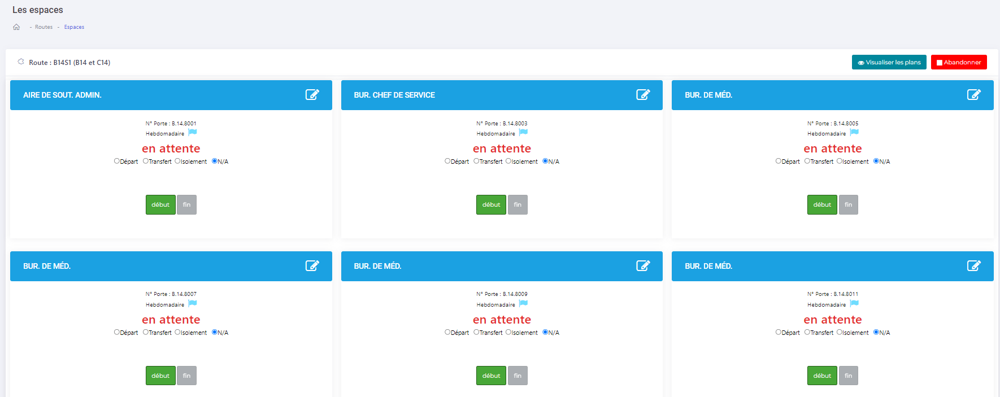 Les espaces
- Routes - Espaces
Route : B14S1 (B14 et C14)
Visualiser les plans
Abandonner
AIRE DE SOUT. ADMIN.
N° Porte : B.14.8001
Hebdomadaire
en attente
Départ Transfert Isolement N/A
début fin
BUR. CHEF DE SERVICE
N° Porte : B.14.8003
Hebdomadaire
en attente
Départ Transfert Isolement N/A
début fin
BUR. DE MÉD.
N° Porte : B.14.8005
Hebdomadaire
en attente
Départ Transfert Isolement N/A
début fin
BUR. DE MÉD.
N° Porte : B.14.8007
Hebdomadaire
en attente
Départ Transfert Isolement N/A
début fin
BUR. DE MÉD.
N° Porte : B.14.8009
Hebdomadaire
en attente
Départ Transfert Isolement N/A
début fin
BUR. DE MÉD.
N° Porte : B.14.8011
Hebdomadaire
en attente
Départ Transfert Isolement N/A
début fin